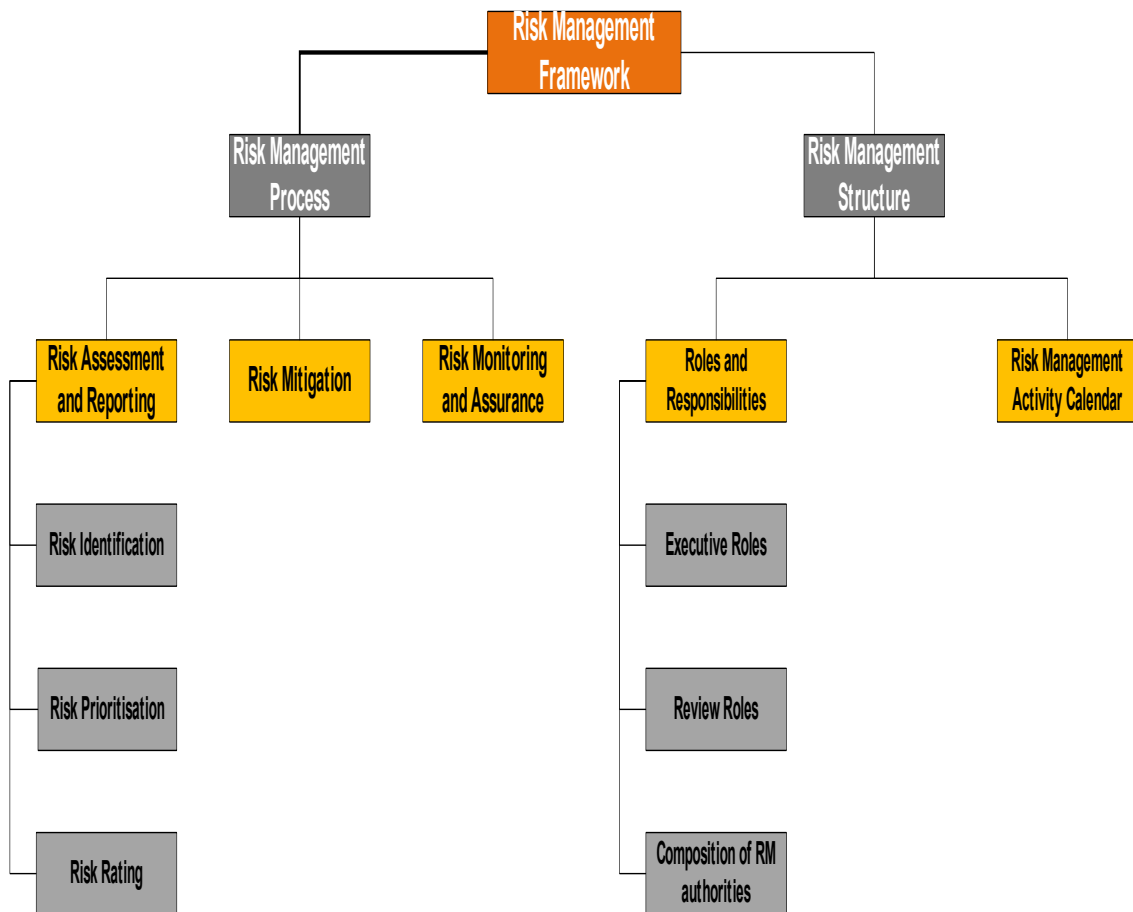 Risk Management
Framework
Risk Management
Process
Risk Management
Structure
Risk Assessment
and Reporting
Risk Mitigation
Risk Monitoring
and Assurance
Roles and
Responsibilities
Risk Management
Activity Calendar
Risk Identification
Executive Roles
Risk Prioritisation
Review Roles
Risk Rating
Composition of RM
authorities